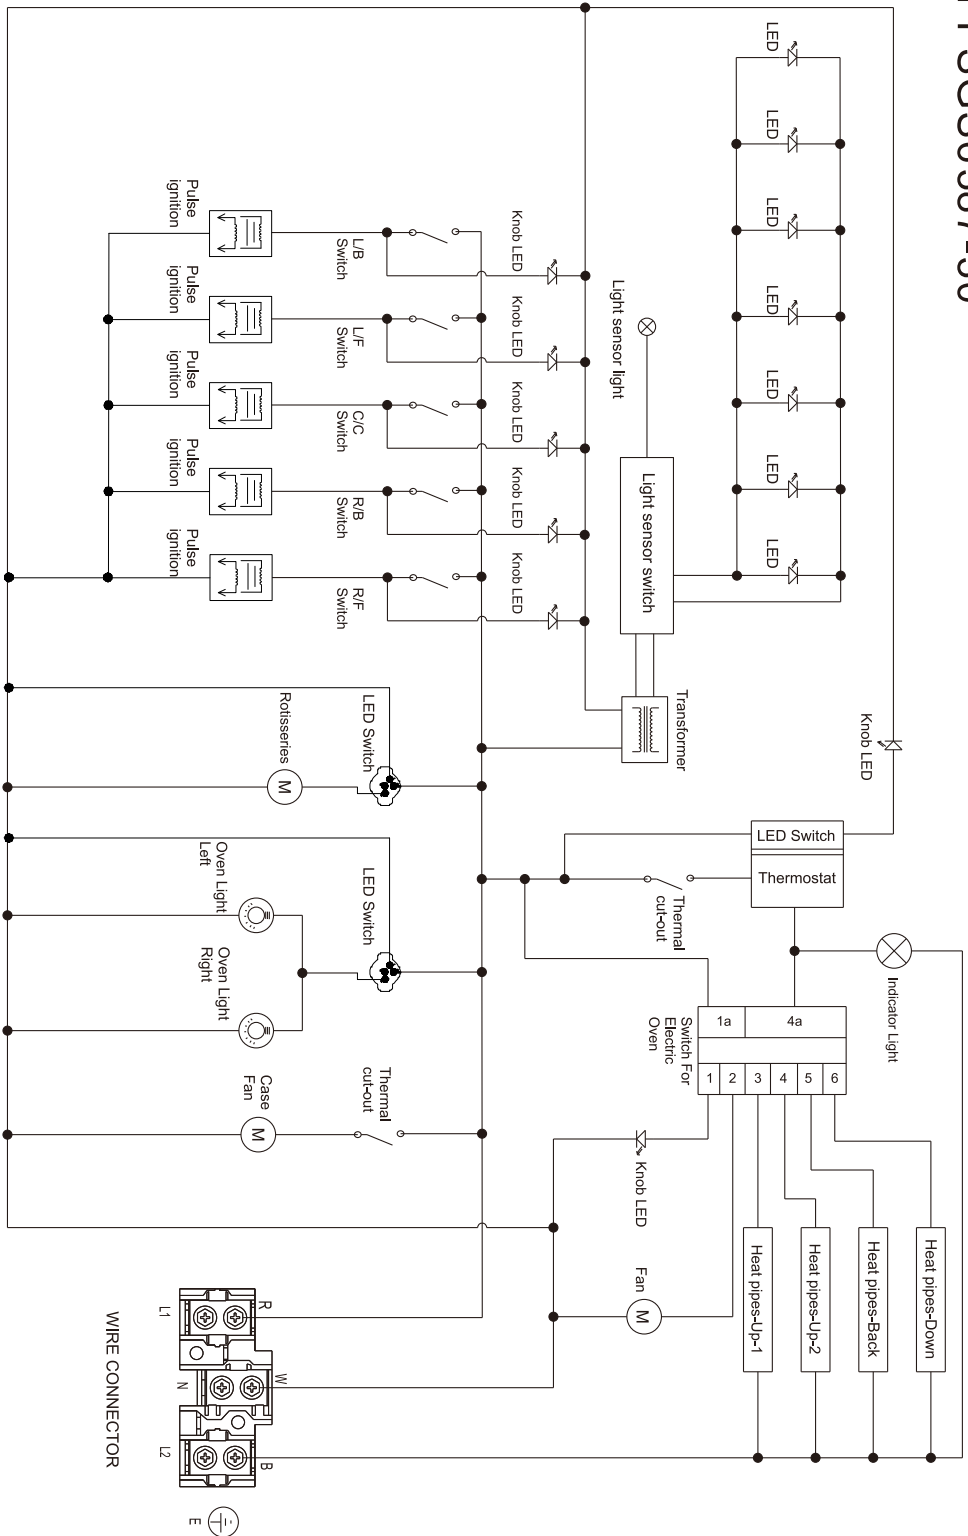 LED
LED
LED
LED
LED
LED
LED
Light sensor light
Light sensor switch
Transformer
Knob LED
Knob LED
Knob LED
Knob LED
Knob LED
L/B
Switch
L/F
Switch
C/C
Switch
R/B
Switch
R/F
Switch
Pulse
ignition
Pulse
ignition
Pulse
ignition
Pulse
ignition
Pulse
ignition
Knob LED
LED Switch
Thermostat
Thermal
cut-out
Indicator Light
LED Switch
Rotisseries
M
LED Switch
Oven Light
Left
Oven Light
Right
Thermal
cut-out
Case
Fan
M
Switch For
Electric
Oven
1a
4a
1
2
3
4
5
6
Knob LED
Fan
M
Heat pipes-Up-1
Heat pipes-Up-2
Heat pipes-Back
Heat pipes-Down
R
W
B
L1
N
L2
E
WIRE CONNECTOR